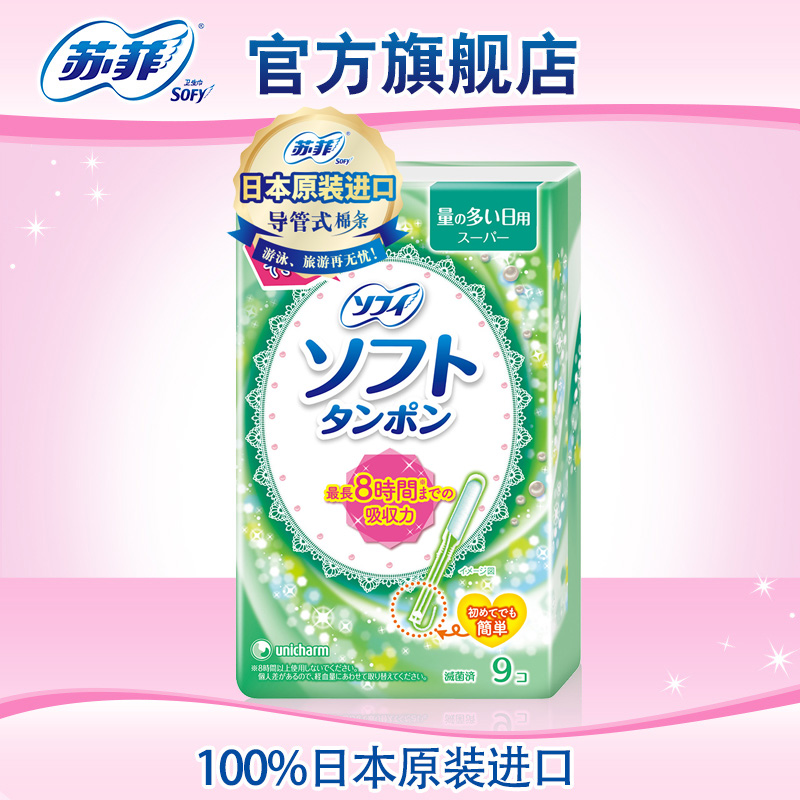 苏菲®
卫生巾
SOFY
官方旗舰店
苏菲®
SOFY
日本原装进口
导管式棉条
游泳、旅游再无忧!
量の多い日用
スーパー
ソフィ
ソフト
タンポン
最長8時間※までの
吸収力
イメージ図
初めてでも
簡単
unicharm
※8時間以上使用しないでください。
個人差があるので、経血量にあわせて取り替えてください。
滅菌済 9コ
100%日本原装进口